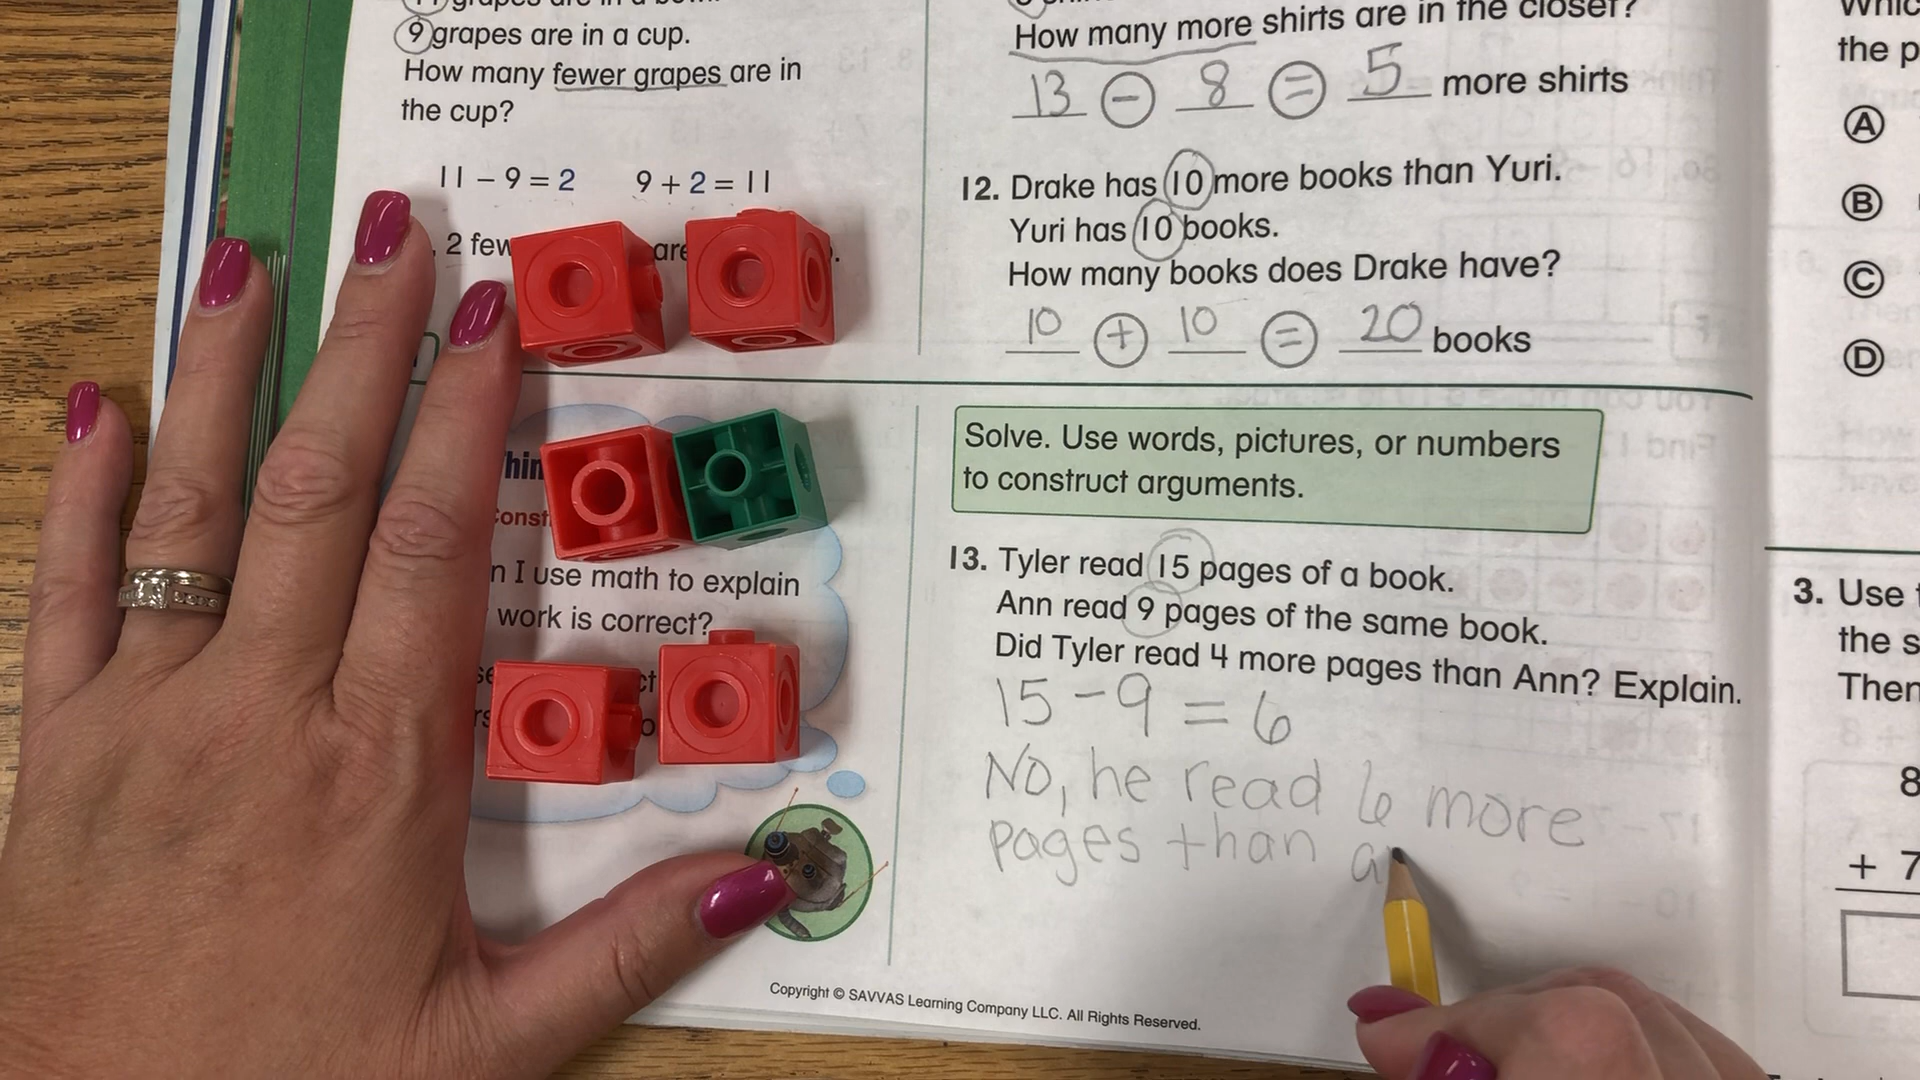 grapes are in a
9 grapes are in a cup.
How many fewer grapes are in
the cup?
11 – 9 = 2 9 + 2 = 11
2 few are
n I use math to explain
work is correct?
How many more shirts are in the closet?
13 - 8 = 5 more shirts
12. Drake has 10 more books than Yuri.
Yuri has 10 books.
How many books does Drake have?
10 + 10 = 20 books
Solve. Use words, pictures, or numbers
to construct arguments.
13. Tyler read 15 pages of a book.
Ann read 9 pages of the same book.
Did Tyler read 4 more pages than Ann? Explain.
15 - 9 = 6
No, he read 6 more
pages than a
Copyright © SAVVAS Learning Company LLC. All Rights Reserved.
the p
A
B
C
D
3. Use
the s
Then
8
+ 7